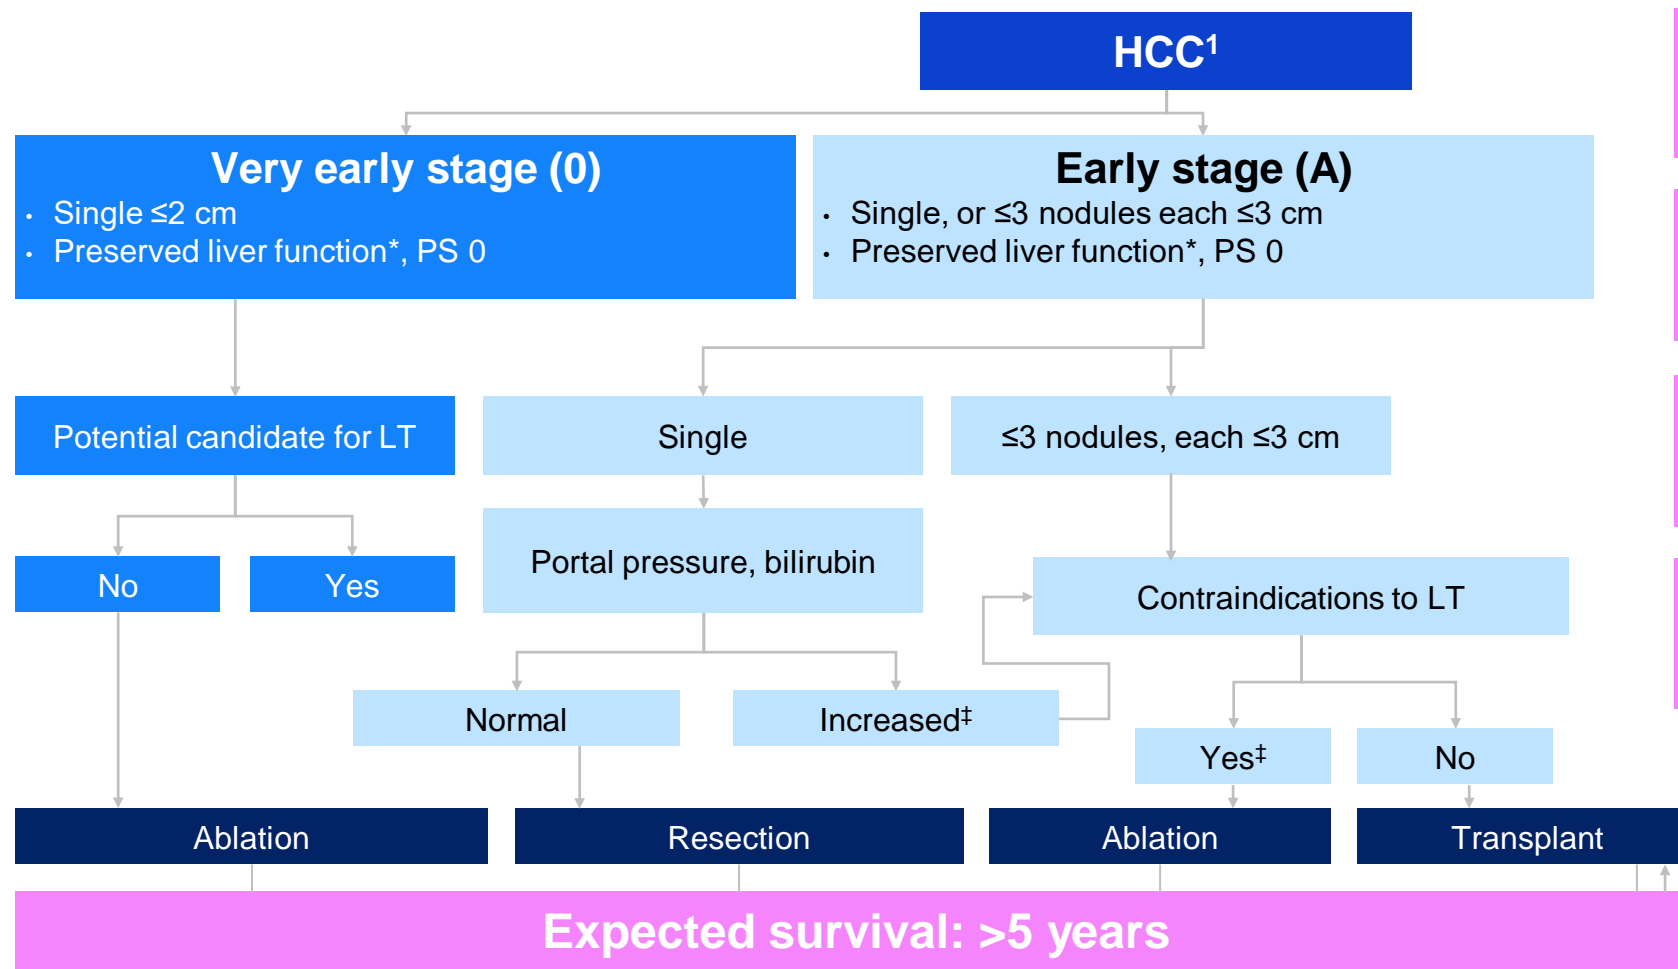 HCC¹
Very early stage (0)
• Single ≤2 cm
• Preserved liver function*, PS 0
Early stage (A)
• Single, or ≤3 nodules each ≤3 cm
• Preserved liver function*, PS 0
Potential candidate for LT
Single
≤3 nodules, each ≤3 cm
No
Yes
Portal pressure, bilirubin
Contraindications to LT
Normal
Increased‡
Yes‡
No
Ablation
Resection
Ablation
Transplant
Expected survival: >5 years